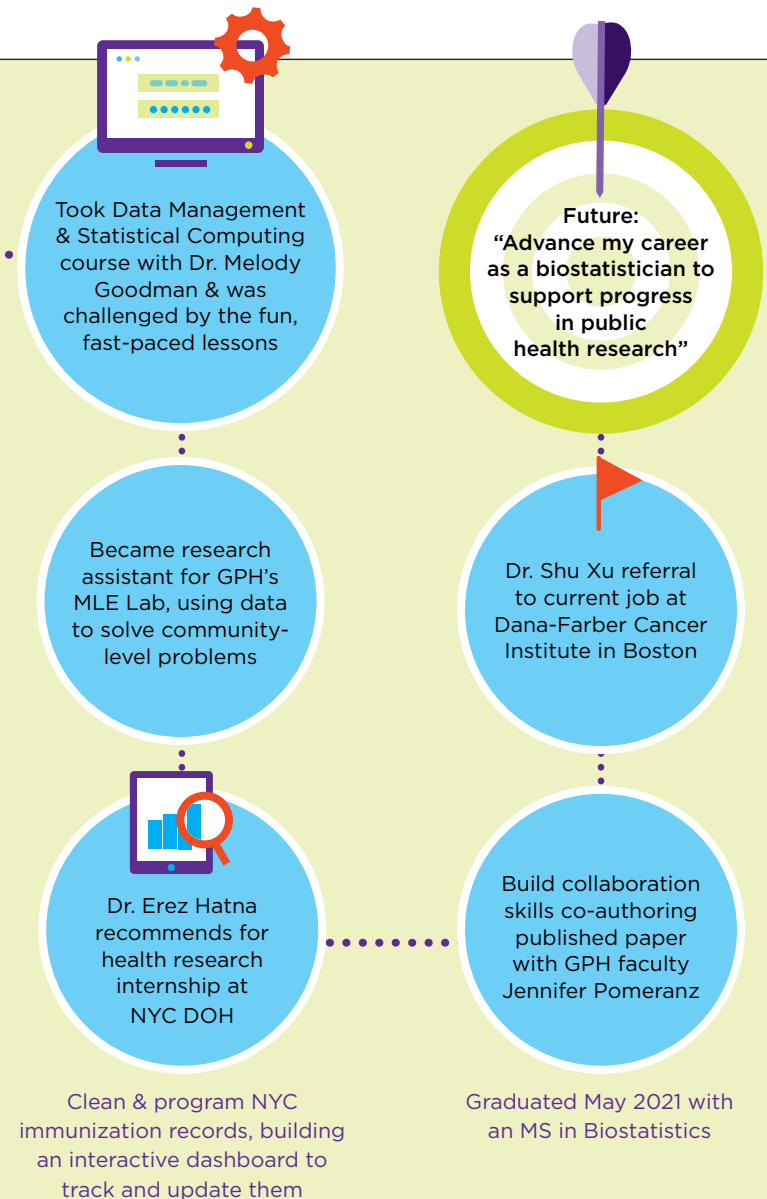 Took Data Management
& Statistical Computing
course with Dr. Melody
Goodman & was
challenged by the fun,
fast-paced lessons
Became research
assistant for GPH's
MLE Lab, using data
to solve community-
level problems
Dr. Erez Hatna
recommends for
health research
internship at
NYC DOH
Clean & program NYC
immunization records, building
an interactive dashboard to
track and update them
Build collaboration
skills co-authoring
published paper
with GPH faculty
Jennifer Pomeranz
Graduated May 2021 with
an MS in Biostatistics
Dr. Shu Xu referral
to current job at
Dana-Farber Cancer
Institute in Boston
Future:
“Advance my career
as a biostatistician to
support progress
in public
health research”